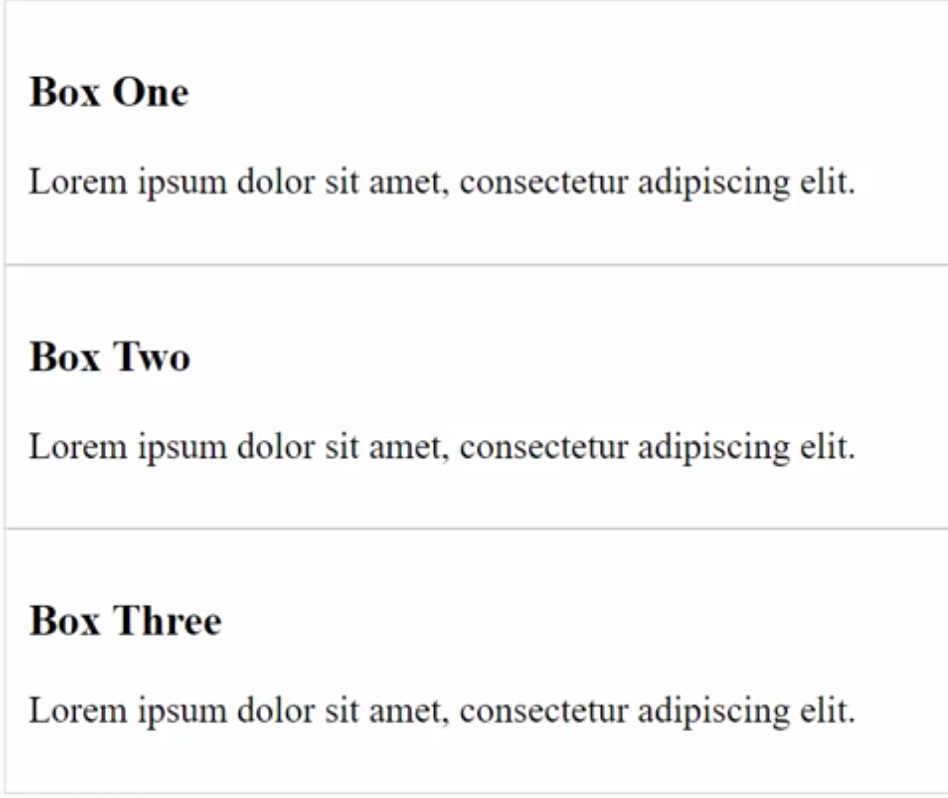 Box One
Lorem ipsum dolor sit amet, consectetur adipiscing elit.
Box Two
Lorem ipsum dolor sit amet, consectetur adipiscing elit.
Box Three
Lorem ipsum dolor sit amet, consectetur adipiscing elit.